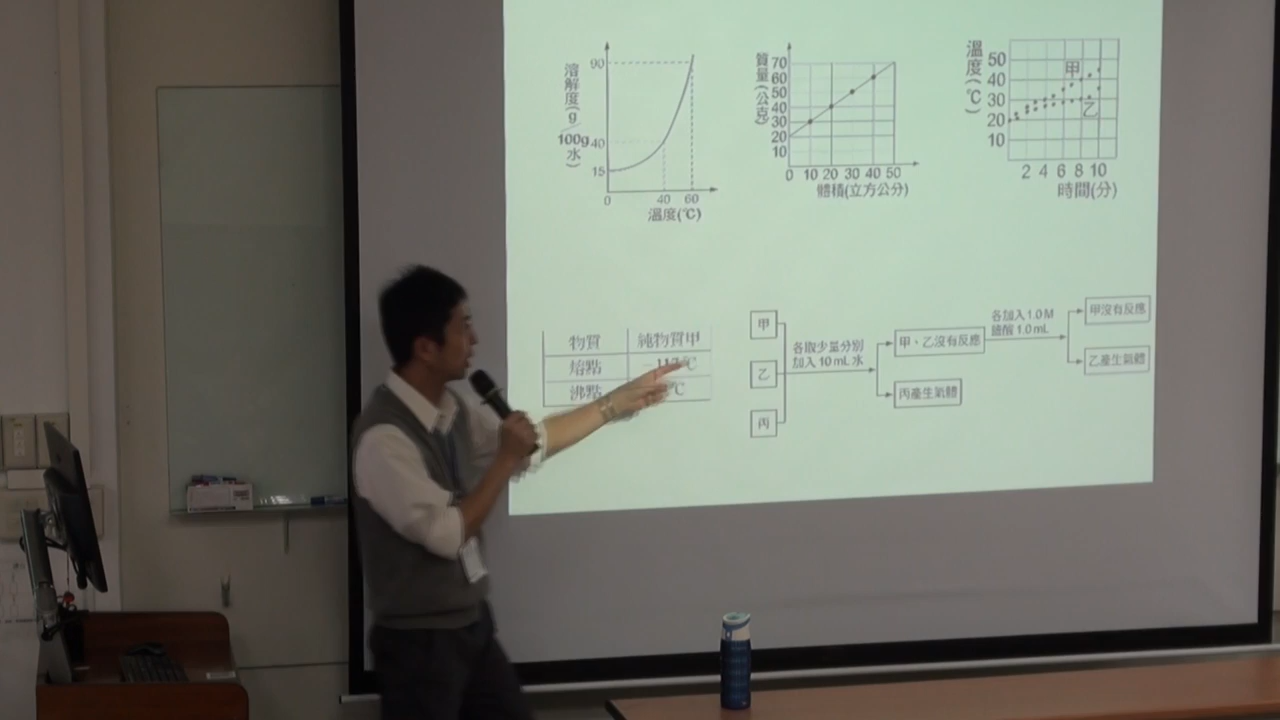 溶解度(g/100g水)
90
40
15
0
40
60
溫度(℃)
質量(公克)
70
60
50
40
30
20
10
0 10 20 30 40 50
體積(立方公分)
溫度(℃)
50
40
30
20
10
甲
乙
2 4 6 8 10
時間(分)
物質 純物質甲
熔點 ℃
沸點 ℃
甲
乙
丙
各取少量分別
加入 10 mL 水
甲、乙沒有反應
丙產生氣體
各加入 1.0 M
鹽酸 1.0 mL
甲沒有反應
乙產生氣體